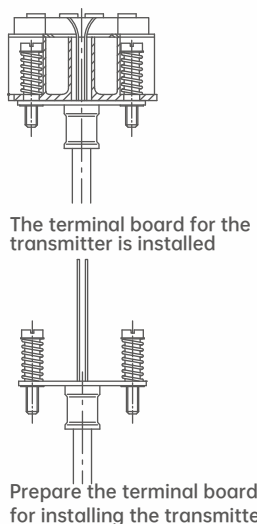 The terminal board for the
transmitter is installed
Prepare the terminal board
for installing the transmitte